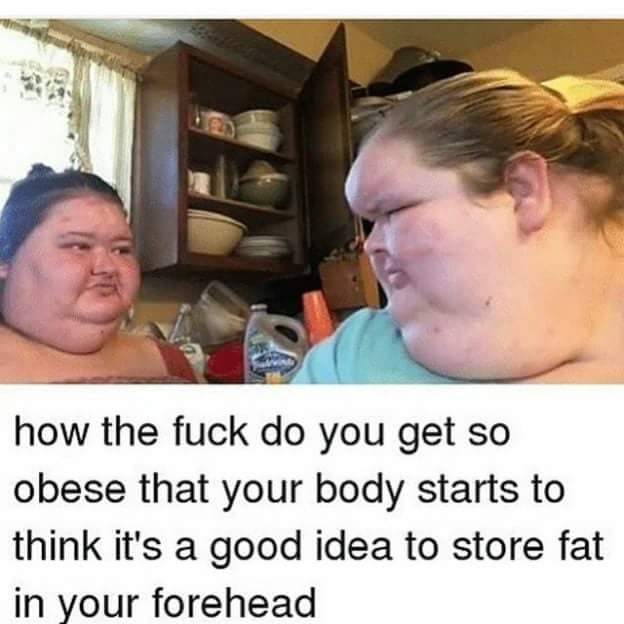 how the fuck do you get so
obese that your body starts to
think it's a good idea to store fat
in your forehead